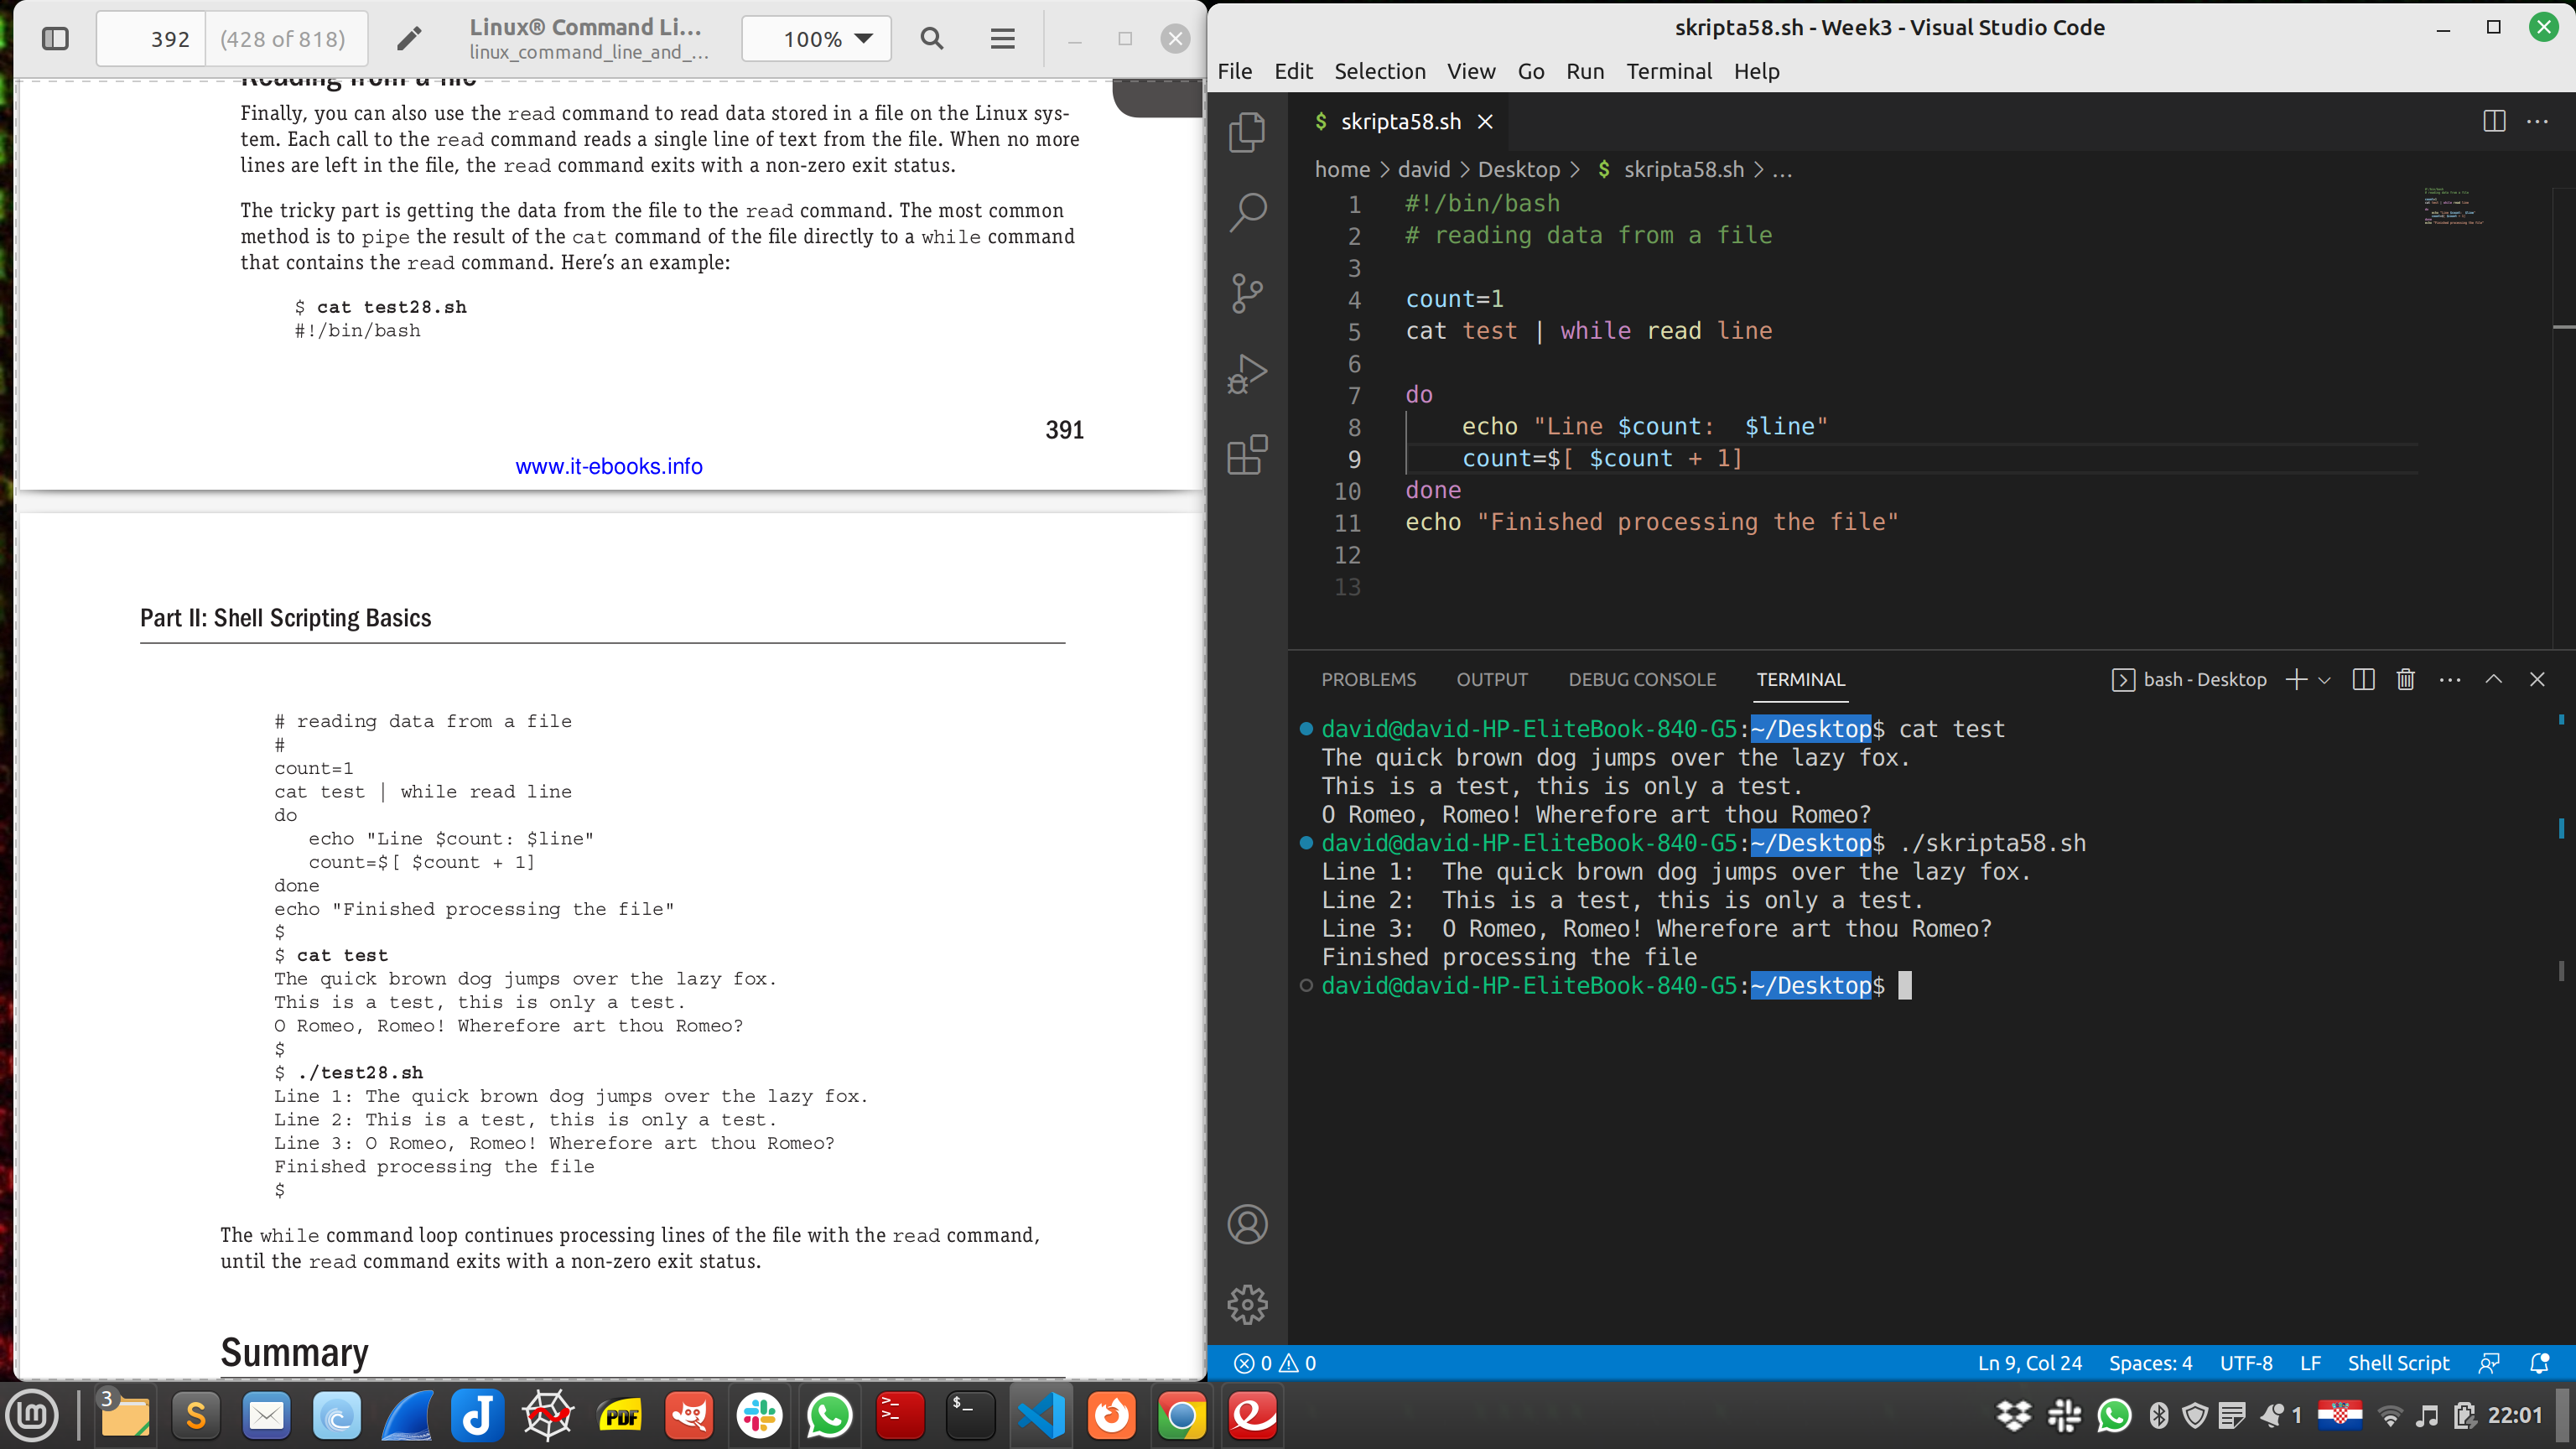 392
(428 of 818)
Linux® Command Li...
linux_command_line_and_...
100%
Reading from a file
Finally, you can also use the read command to read data stored in a file on the Linux sys-
tem. Each call to the read command reads a single line of text from the file. When no more
lines are left in the file, the read command exits with a non-zero exit status.
The tricky part is getting the data from the file to the read command. The most common
method is to pipe the result of the cat command of the file directly to a while command
that contains the read command. Here's an example:
$ cat test28.sh
#!/bin/bash
391
www.it-ebooks.info
Part II: Shell Scripting Basics
# reading data from a file
#
count=1
cat test | while read line
do
echo "Line $count: $line"
count=$[ $count + 1]
done
echo "Finished processing the file"
$
$ cat test
The quick brown dog jumps over the lazy fox.
This is a test, this is only a test.
O Romeo, Romeo! Wherefore art thou Romeo?
$
$ ./test28.sh
Line 1: The quick brown dog jumps over the lazy fox.
Line 2: This is a test, this is only a test.
Line 3: O Romeo, Romeo! Wherefore art thou Romeo?
Finished processing the file
$
The while command loop continues processing lines of the file with the read command,
until the read command exits with a non-zero exit status.
Summary
skripta58.sh - Week3 - Visual Studio Code
File Edit Selection View Go Run Terminal Help
$ skripta58.sh
home > david > Desktop > $ skripta58.sh > ...
1 #!/bin/bash
2 # reading data from a file
3
4 count=1
5 cat test | while read line
6
7 do
8 echo "Line $count:  $line"
9 count=$[ $count + 1]
10 done
11 echo "Finished processing the file"
12
13
PROBLEMS OUTPUT DEBUG CONSOLE TERMINAL
bash - Desktop
david@david-HP-EliteBook-840-G5:~/Desktop$ cat test
The quick brown dog jumps over the lazy fox.
This is a test, this is only a test.
O Romeo, Romeo! Wherefore art thou Romeo?
david@david-HP-EliteBook-840-G5:~/Desktop$ ./skripta58.sh
Line 1:  The quick brown dog jumps over the lazy fox.
Line 2:  This is a test, this is only a test.
Line 3:  O Romeo, Romeo! Wherefore art thou Romeo?
Finished processing the file
david@david-HP-EliteBook-840-G5:~/Desktop$
0 0
Ln 9, Col 24 Spaces: 4 UTF-8 LF Shell Script
3
S
PDF
$_
1
22:01